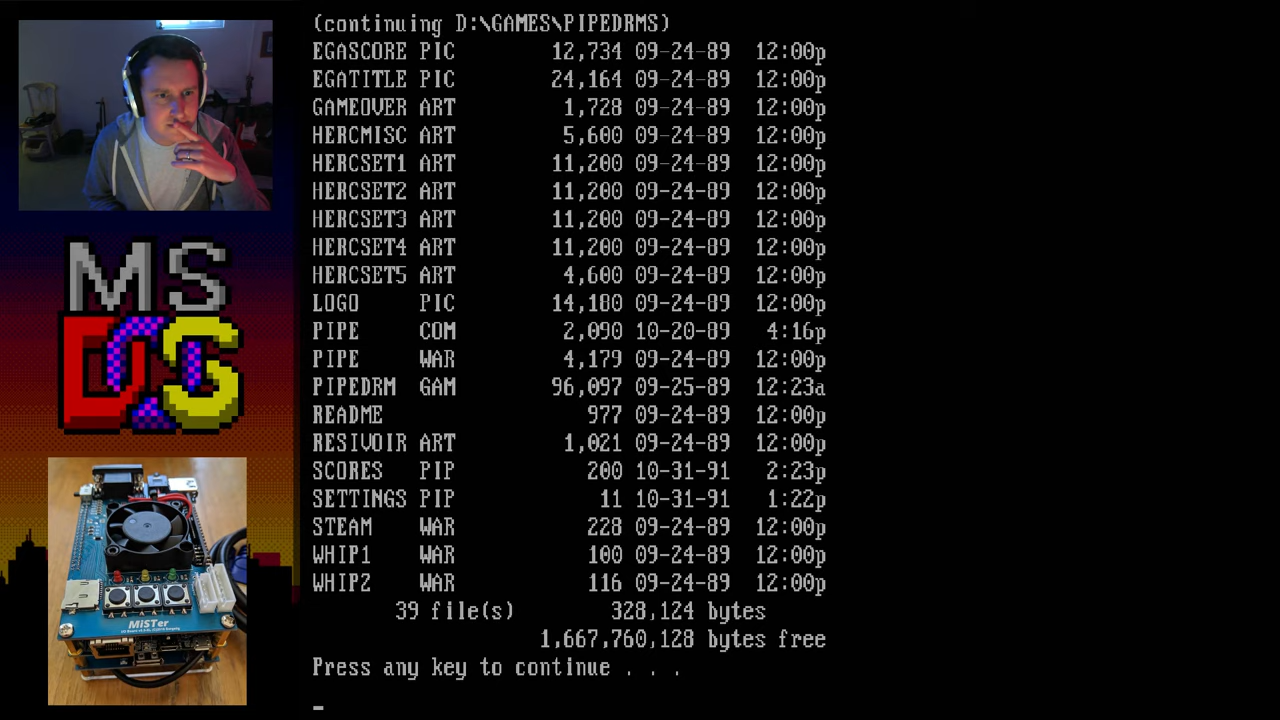 (continuing D:\GAMES\PIPEDRMS)
EGASCORE PIC 12,734 09-24-89 12:00p
EGATITLE PIC 24,164 09-24-89 12:00p
GAMEOVER ART 1,728 09-24-89 12:00p
HERCMISC ART 5,600 09-24-89 12:00p
HERCSET1 ART 11,200 09-24-89 12:00p
HERCSET2 ART 11,200 09-24-89 12:00p
HERCSET3 ART 11,200 09-24-89 12:00p
HERCSET4 ART 11,200 09-24-89 12:00p
HERCSET5 ART 4,600 09-24-89 12:00p
LOGO PIC 14,180 09-24-89 12:00p
PIPE COM 2,090 10-20-89 4:16p
PIPE WAR 4,179 09-24-89 12:00p
PIPEDRM GAM 96,097 09-25-89 12:23a
README 977 09-24-89 12:00p
RESIVOIR ART 1,021 09-24-89 12:00p
SCORES PIP 200 10-31-91 2:23p
SETTINGS PIP 11 10-31-91 1:22p
STEAM WAR 228 09-24-89 12:00p
WHIP1 WAR 100 09-24-89 12:00p
WHIP2 WAR 116 09-24-89 12:00p
39 file(s) 328,124 bytes
1,667,760,128 bytes free
Press any key to continue . . .
MS
DOS
MiSTer